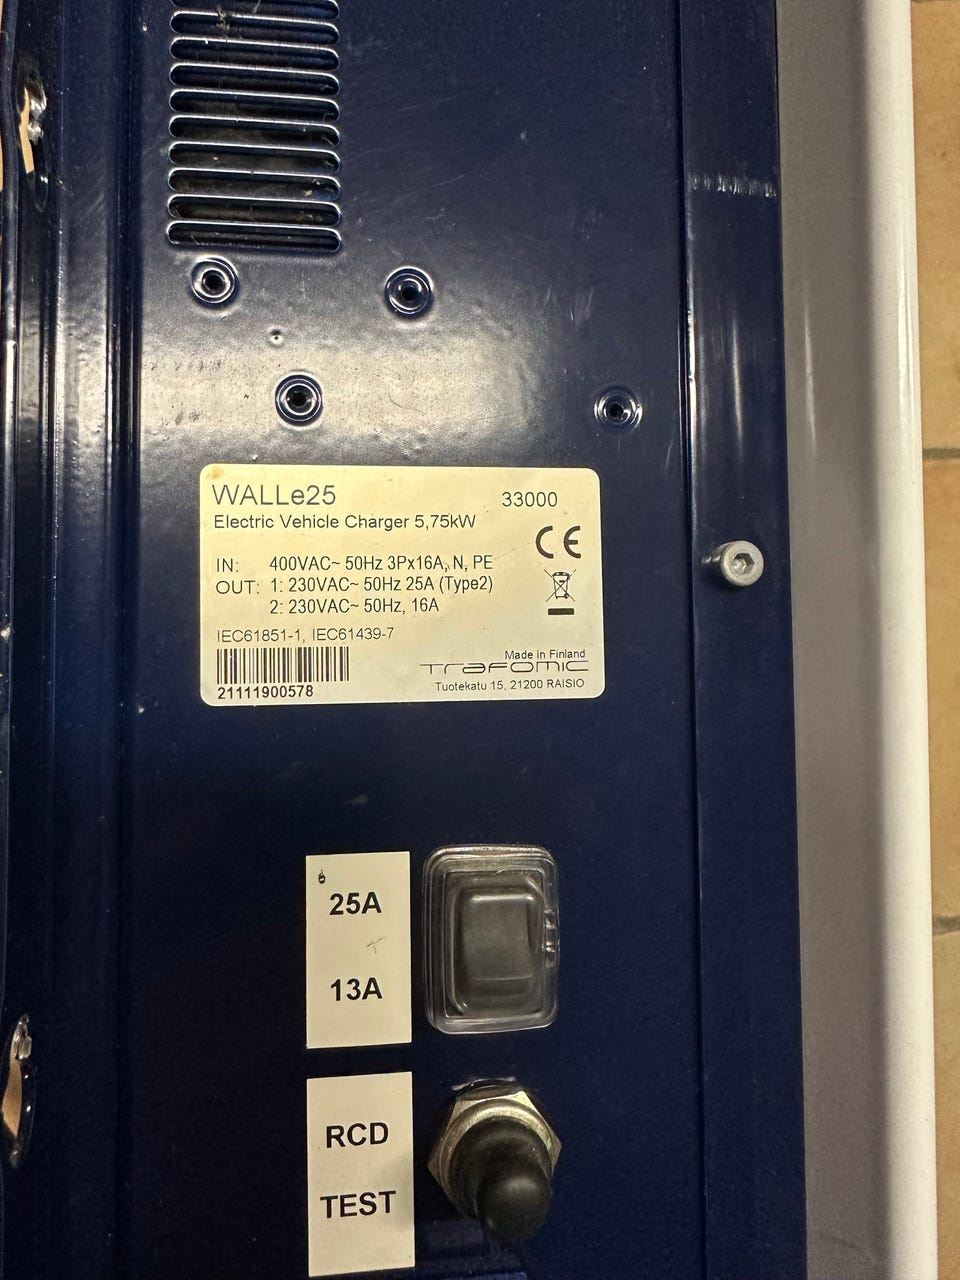 WALLe25 33000
Electric Vehicle Charger 5,75kW
CE
IN: 400VAC~ 50Hz 3Px16A, N, PE
OUT: 1: 230VAC~ 50Hz 25A (Type2)
2: 230VAC~ 50Hz, 16A
IEC61851-1, IEC61439-7
Made in Finland
Trafomic
21111900578
Tuotekatu 15, 21200 RAISIO
25A
13A
RCD
TEST